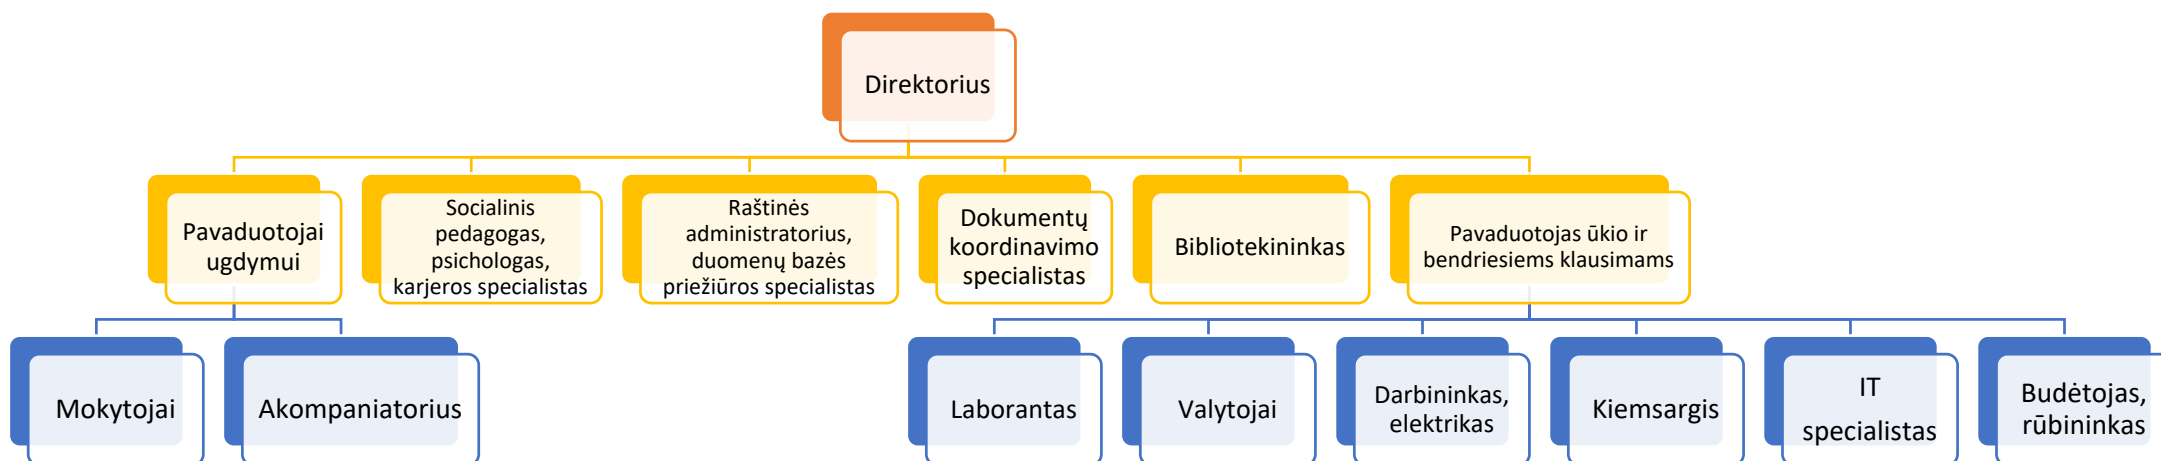 Direktorius
Pavaduotojai
ugdymui
Socialinis
pedagogas,
psichologas,
karjeros specialistas
Raštinės
administratorius,
duomenų bazės
priežiūros specialistas
Dokumentų
koordinavimo
specialistas
Bibliotekininkas
Pavaduotojas ūkio ir
bendriesiems klausimams
Mokytojai
Akompaniatorius
Laborantas
Valytojai
Darbininkas,
elektrikas
Kiemsargis
IT
specialistas
Budėtojas,
rūbininkas